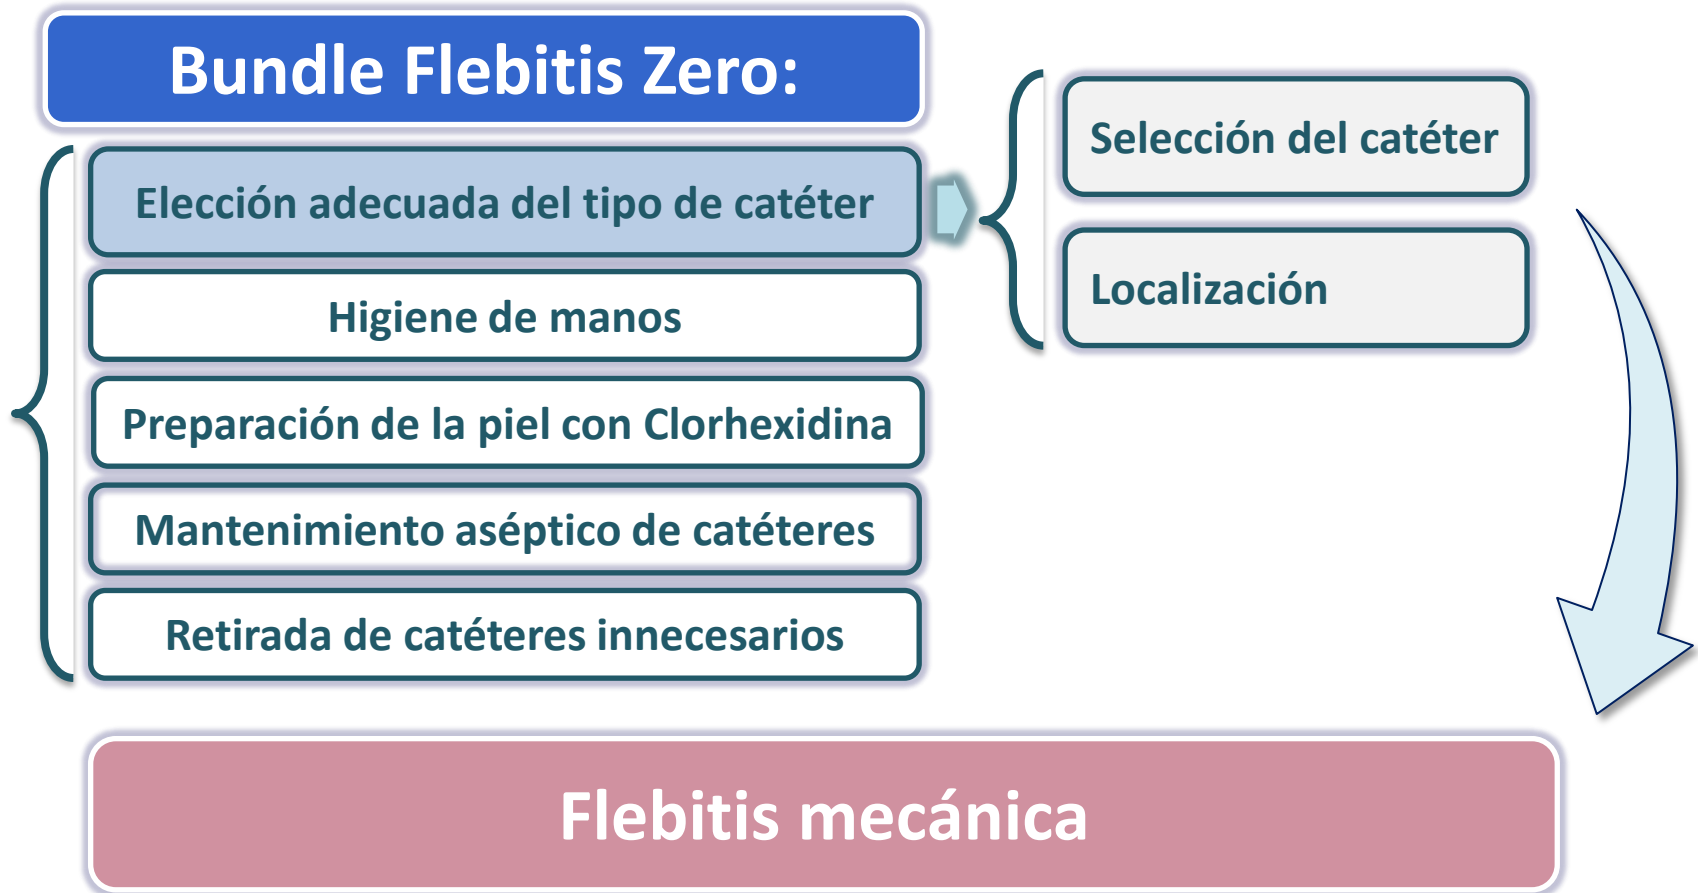 Bundle Flebitis Zero:
Elección adecuada del tipo de catéter
Higiene de manos
Preparación de la piel con Clorhexidina
Mantenimiento aséptico de catéteres
Retirada de catéteres innecesarios
Selección del catéter
Localización
Flebitis mecánica